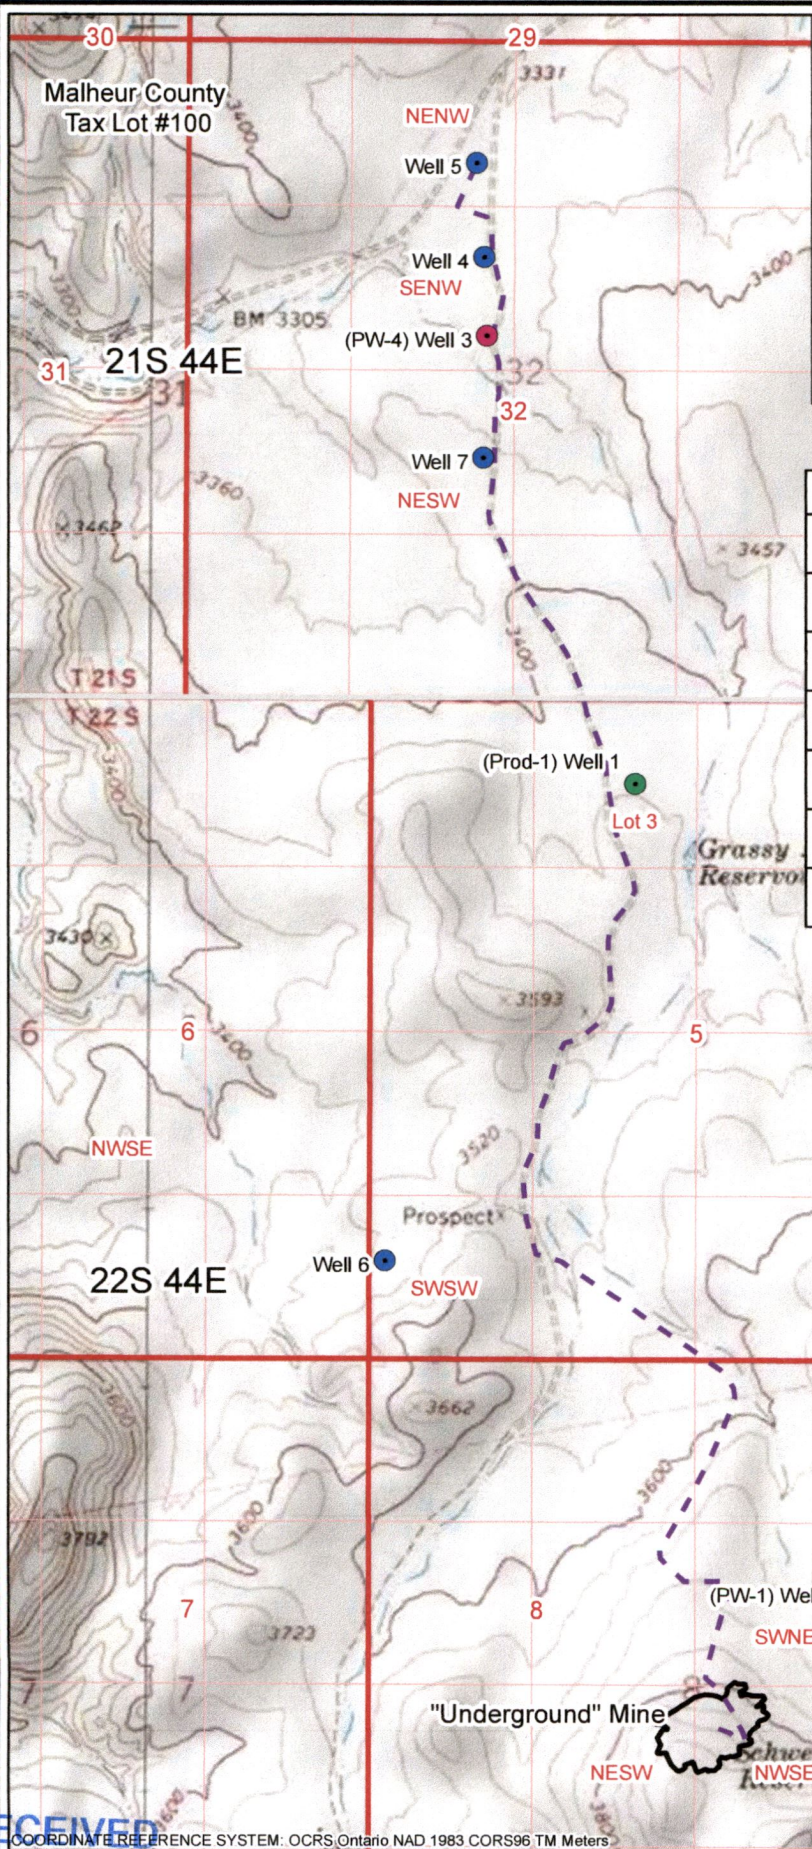 30
29
3331
Malheur County
Tax Lot #100
3400
NENW
Well 5
Well 4
SENW
3400
3300
BM 3305
(PW-4) Well 3
21S 44E
31
31
32
32
Well 7
3360
NESW
3462
3457
3400
T 21 S
T 22 S
3400
(Prod-1) Well 1
Lot 3
Grassy
3430
3593
6
6
5
3400
NWSE
3520
Prospect
Well 6
SWSW
22S 44E
3600
3662
3600
3600
3792
(PW-1)
7
8
SWNE
3723
7
7
"Underground" Mine
NESW
NWSE
3600
3800
COORDINATE REFERENCE SYSTEM: OCRS Ontario NAD 1983 CORS96 TM Meters